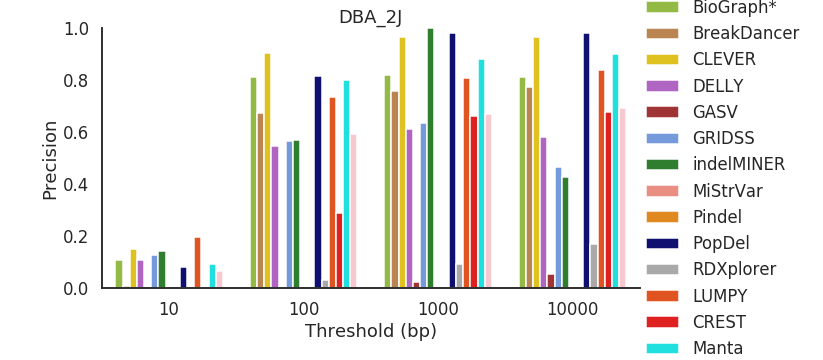 DBA_2J
Precision
1.0
0.8
0.6
0.4
0.2
0.0
10
100
1000
10000
Threshold (bp)
BioGraph*
BreakDancer
CLEVER
DELLY
GASV
GRIDSS
indelMINER
MiStrVar
Pindel
PopDel
RDXplorer
LUMPY
CREST
Manta